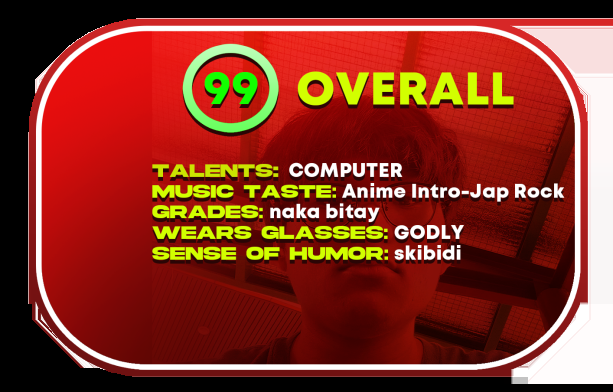 99 OVERALL
TALENTS: COMPUTER
MUSIC TASTE: Anime Intro-Jap Rock
GRADES: naka bitay
WEARS GLASSES: GODLY
SENSE OF HUMOR: skibidi